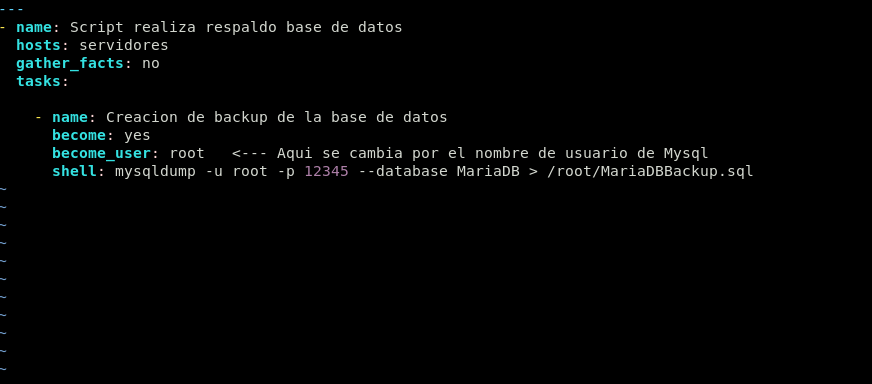 ---
- name: Script realiza respaldo base de datos
  hosts: servidores
  gather_facts: no
  tasks:

    - name: Creacion de backup de la base de datos
      become: yes
      become_user: root   <--- Aqui se cambia por el nombre de usuario de Mysql
      shell: mysqldump -u root -p 12345 --database MariaDB > /root/MariaDBBackup.sql
~
~
~
~
~
~
~
~
~
~
~